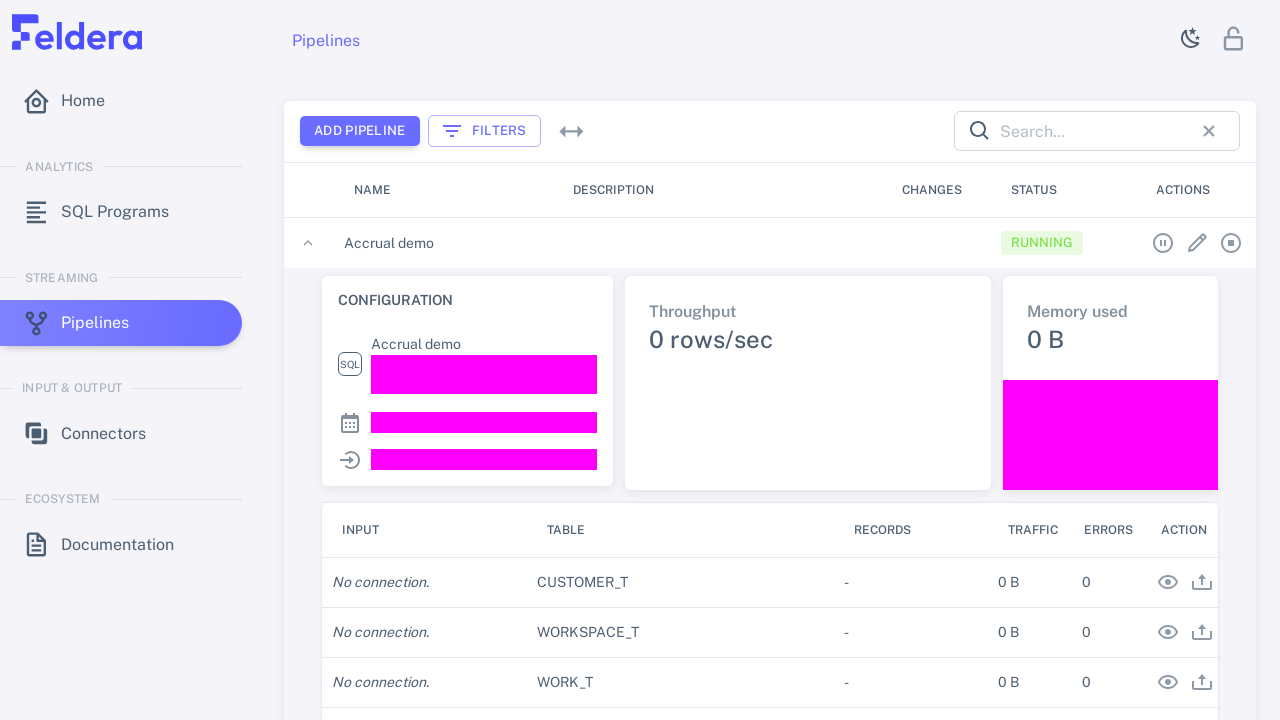 Feldera
Pipelines
Home
ANALYTICS
SQL Programs
STREAMING
Pipelines
INPUT & OUTPUT
Connectors
ECOSYSTEM
Documentation
ADD PIPELINE
FILTERS
Search...
NAME DESCRIPTION CHANGES STATUS ACTIONS
Accrual demo RUNNING
CONFIGURATION
Accrual demo
SQL
Throughput
0 rows/sec
Memory used
0 B
INPUT TABLE RECORDS TRAFFIC ERRORS ACTION
No connection. CUSTOMER_T - 0 B 0
No connection. WORKSPACE_T - 0 B 0
No connection. WORK_T - 0 B 0